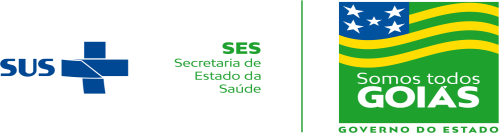 SUS
SES
Secretaria de
Estado da
Saúde
Somos todos
GOIÁS
GOVERNO DO ESTADO